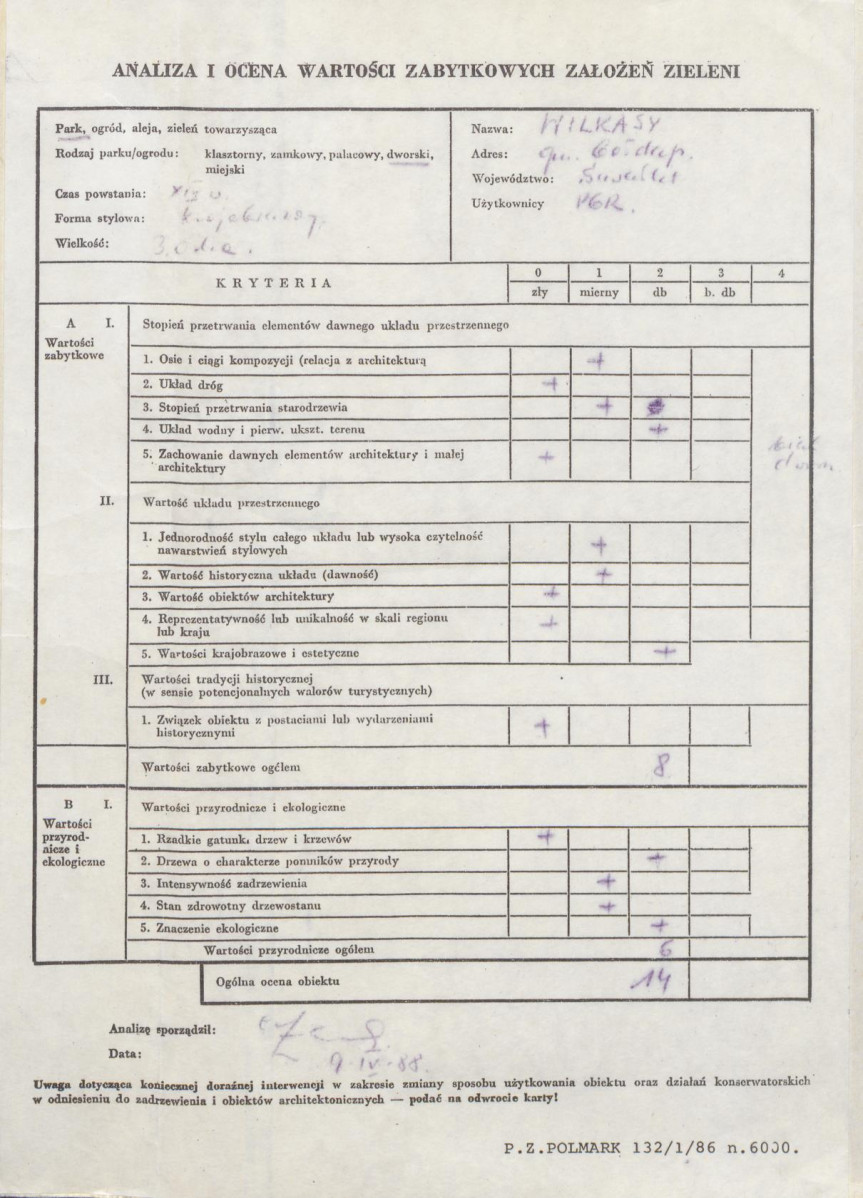 ANALIZA I OCENA WARTOŚCI ZABYTKOWYCH ZAŁOŻEŃ ZIELENI
Park, ogród, aleja, zieleń towarzysząca
Rodzaj parku/ogrodu: klasztorny, zamkowy, pałacowy, dworski,
miejski
Czas powstania: XIX w.
Forma stylowa:
Wielkość: 3,0 ha.
Nazwa: WILKASY
Adres: gm. Gołdap.
Województwo: Suwałki
Użytkownicy PGR.
KRYTERIA
0 1 2 3 4
zły mierny db b. db
A I. Stopień przetrwania elementów dawnego układu przestrzennego
Wartości
zabytkowe
1. Osie i ciągi kompozycji (relacja z architekturą +
2. Układ dróg +
3. Stopień przetrwania starodrzewia +
4. Układ wodny i pierw. ukszt. terenu +
5. Zachowanie dawnych elementów architektury i małej +
architektury
II. Wartość układu przestrzennego
1. Jednorodność stylu całego układu lub wysoka czytelność
nawarstwień stylowych +
2. Wartość historyczna układu (dawność) +
3. Wartość obiektów architektury +
4. Reprezentatywność lub unikalność w skali regionu +
lub kraju
5. Wartości krajobrazowe i estetyczne +
III. Wartości tradycji historycznej
(w sensie potencjonalnych walorów turystycznych)
1. Związek obiektu z postaciami lub wydarzeniami +
historycznymi
Wartości zabytkowe ogółem 8
B I. Wartości przyrodnicze i ekologiczne
Wartości
przyrod-
nicze i
ekologiczne
1. Rzadkie gatunki drzew i krzewów +
2. Drzewa o charakterze pomników przyrody +
3. Intensywność zadrzewienia +
4. Stan zdrowotny drzewostanu +
5. Znaczenie ekologiczne +
Wartości przyrodnicze ogółem 6
Ogólna ocena obiektu 14
Analizę sporządził:
Data: 9.IV.88.
Uwaga dotycząca koniecznej doraźnej interwencji w zakresie zmiany sposobu użytkowania obiektu oraz działań konserwatorskich
w odniesieniu do zadrzewienia i obiektów architektonicznych — podać na odwrocie karty!
P.Z.POLMARK 132/1/86 n.6000.